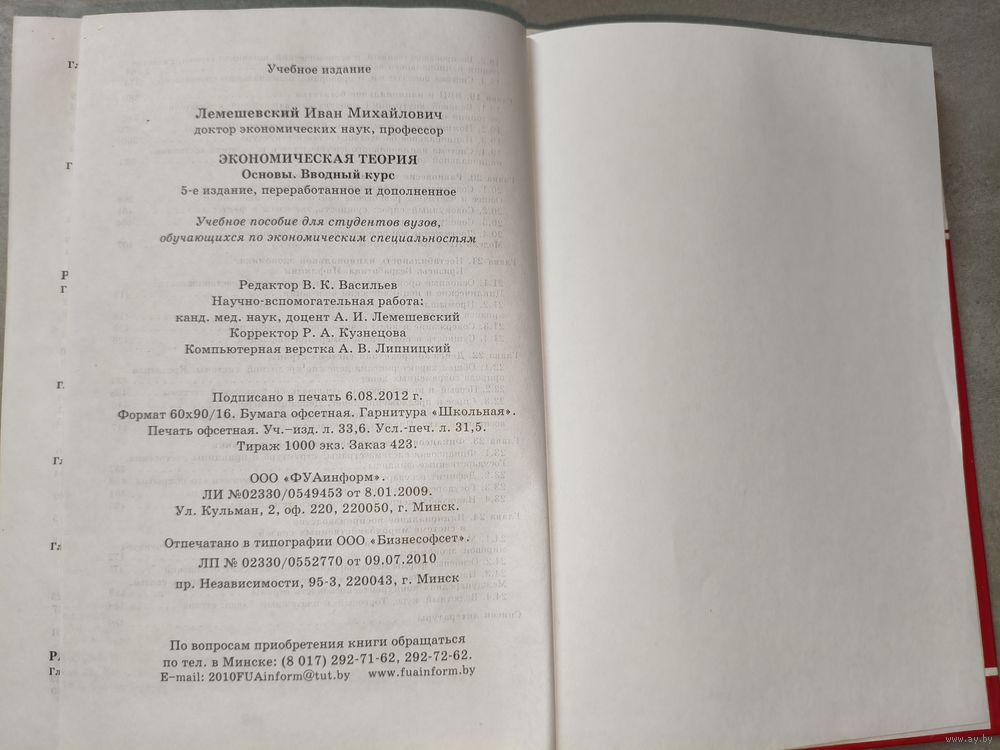 Учебное издание
Лемешевский Иван Михайлович
доктор экономических наук, профессор
ЭКОНОМИЧЕСКАЯ ТЕОРИЯ
Основы. Вводный курс
5-е издание, переработанное и дополненное
Учебное пособие для студентов вузов,
обучающихся по экономическим специальностям
Редактор В. К. Васильев
Научно-вспомогательная работа:
канд. мед. наук, доцент А. И. Лемешевский
Корректор Р. А. Кузнецова
Компьютерная верстка А. В. Липницкий
Подписано в печать 6.08.2012 г.
Формат 60х90/16. Бумага офсетная. Гарнитура «Школьная».
Печать офсетная. Уч.–изд. л. 33,6. Усл.-печ. л. 31,5.
Тираж 1000 экз. Заказ 423.
ООО «ФУАинформ».
ЛИ №02330/0549453 от 8.01.2009.
Ул. Кульман, 2, оф. 220, 220050, г. Минск.
Отпечатано в типографии ООО «Бизнесофсет».
ЛП № 02330/0552770 от 09.07.2010
пр. Независимости, 95-3, 220043, г. Минск
По вопросам приобретения книги обращаться
по тел. в Минске: (8 017) 292-71-62, 292-72-62.
E-mail: 2010FUAinform@tut.by www.fuainform.by
www.ay.by